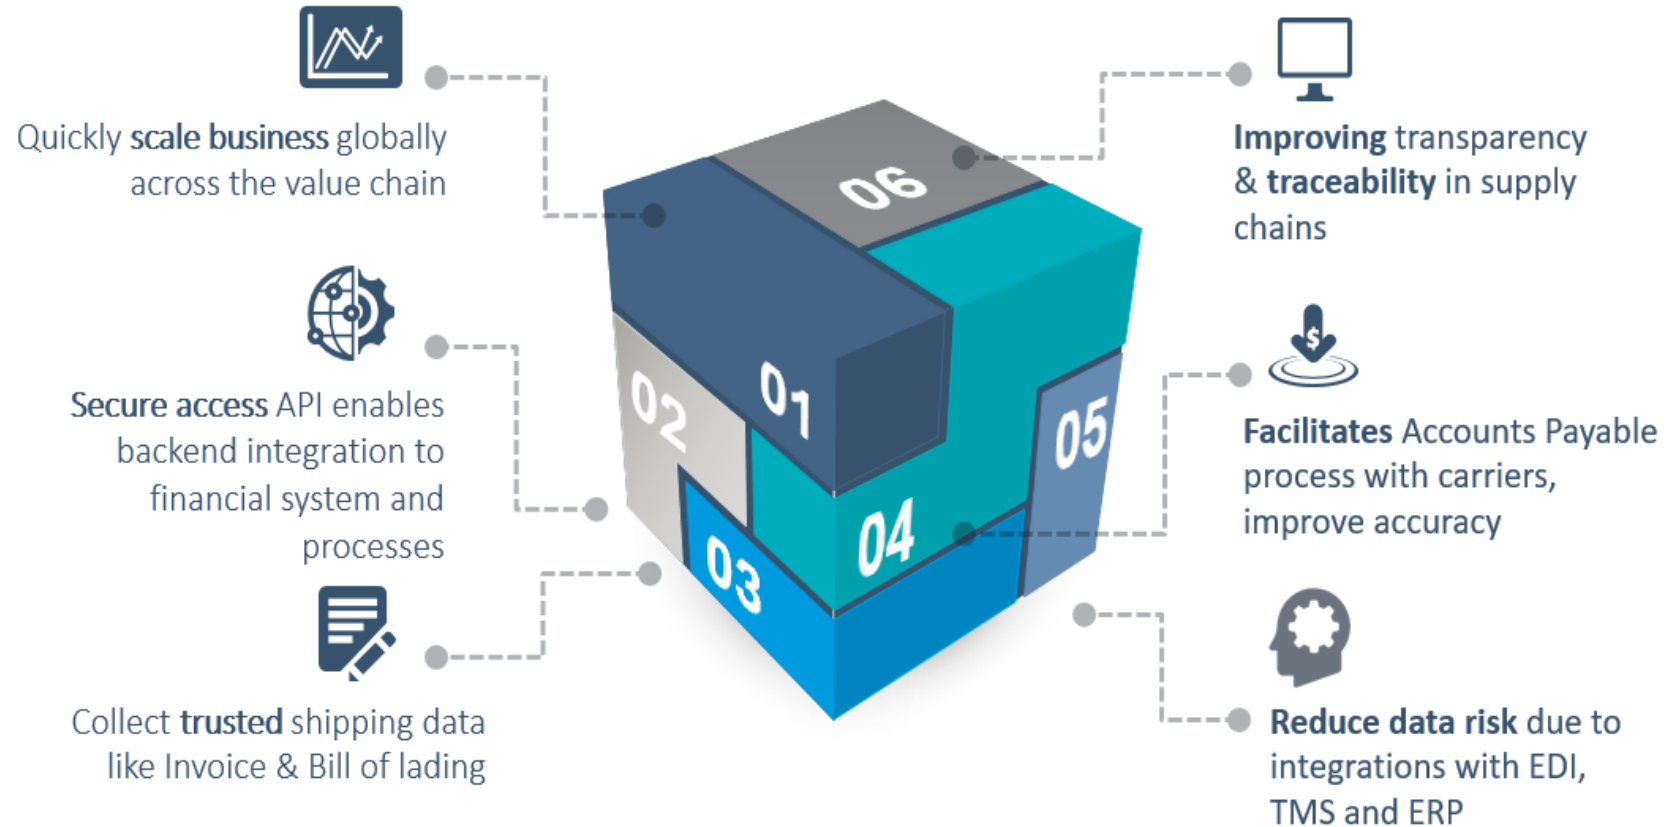 Quickly scale business globally
across the value chain
Secure access API enables
backend integration to
financial system and
processes
Collect trusted shipping data
like Invoice & Bill of lading
01
02
03
04
05
06
Improving transparency
& traceability in supply
chains
$
Facilitates Accounts Payable
process with carriers,
improve accuracy
Reduce data risk due to
integrations with EDI,
TMS and ERP